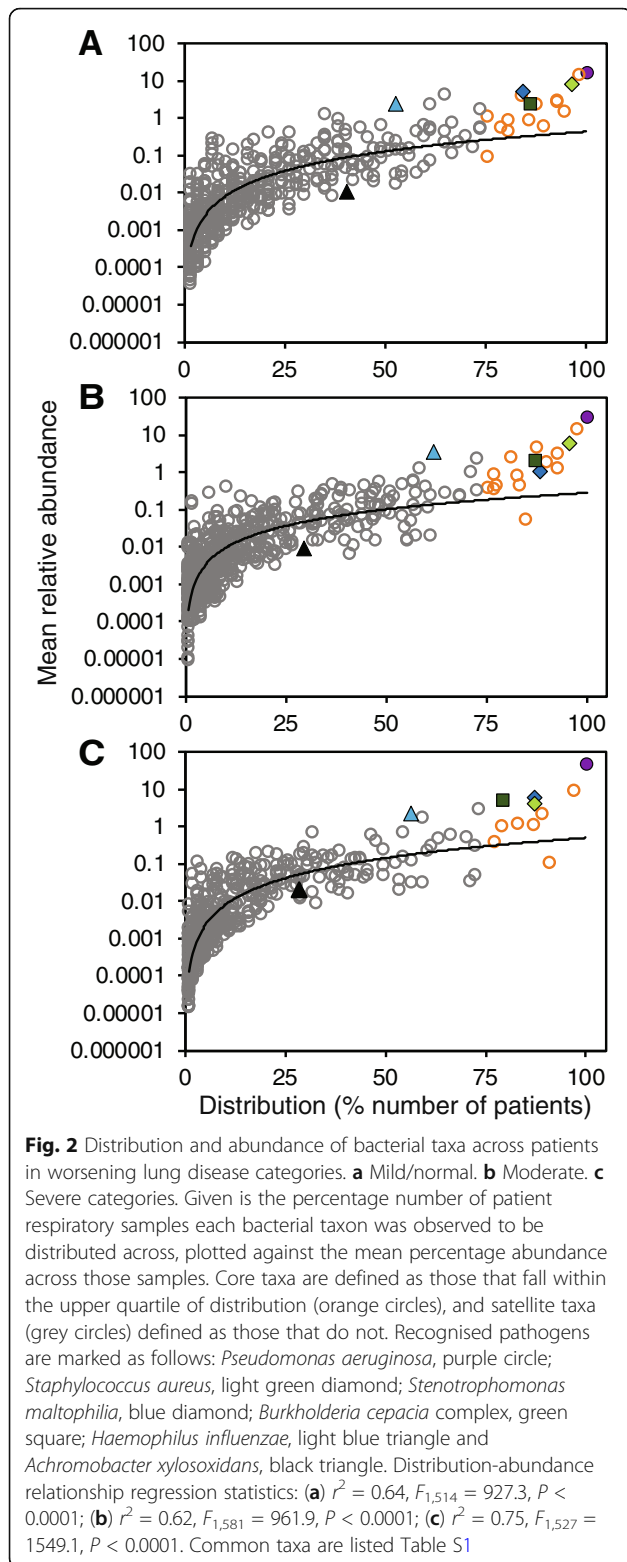 A
100
10
1
0.1
0.01
0.001
0.0001
0.00001
0.000001
0
25
50
75
100
B
100
10
1
0.1
0.01
0.001
0.0001
0.00001
0.000001
0
25
50
75
100
Mean relative abundance
C
100
10
1
0.1
0.01
0.001
0.0001
0.00001
0.000001
0
25
50
75
100
Distribution (% number of patients)
Fig. 2 Distribution and abundance of bacterial taxa across patients
in worsening lung disease categories. a Mild/normal. b Moderate. c
Severe categories. Given is the percentage number of patient
respiratory samples each bacterial taxon was observed to be
distributed across, plotted against the mean percentage abundance
across those samples. Core taxa are defined as those that fall within
the upper quartile of distribution (orange circles), and satellite taxa
(grey circles) defined as those that do not. Recognised pathogens
are marked as follows: Pseudomonas aeruginosa, purple circle;
Staphylococcus aureus, light green diamond; Stenotrophomonas
maltophilia, blue diamond; Burkholderia cepacia complex, green
square; Haemophilus influenzae, light blue triangle and
Achromobacter xylosoxidans, black triangle. Distribution-abundance
relationship regression statistics: (a) r² = 0.64, F1,514 = 927.3, P <
0.0001; (b) r² = 0.62, F1,581 = 961.9, P < 0.0001; (c) r² = 0.75, F1,527 =
1549.1, P < 0.0001. Common taxa are listed Table S1